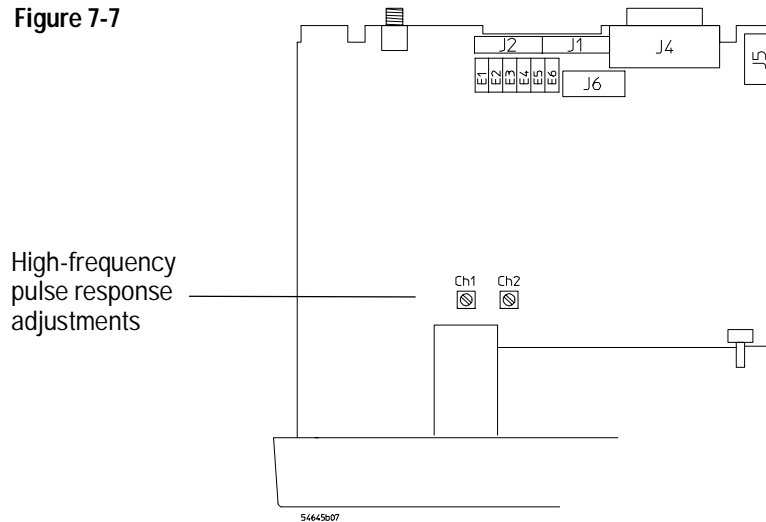 Figure 7-7
J2 J1 J4 J5
E1 E2 E3 E4 E5 E6 J6
High-frequency
pulse response
adjustments
Ch1 Ch2
54645b07